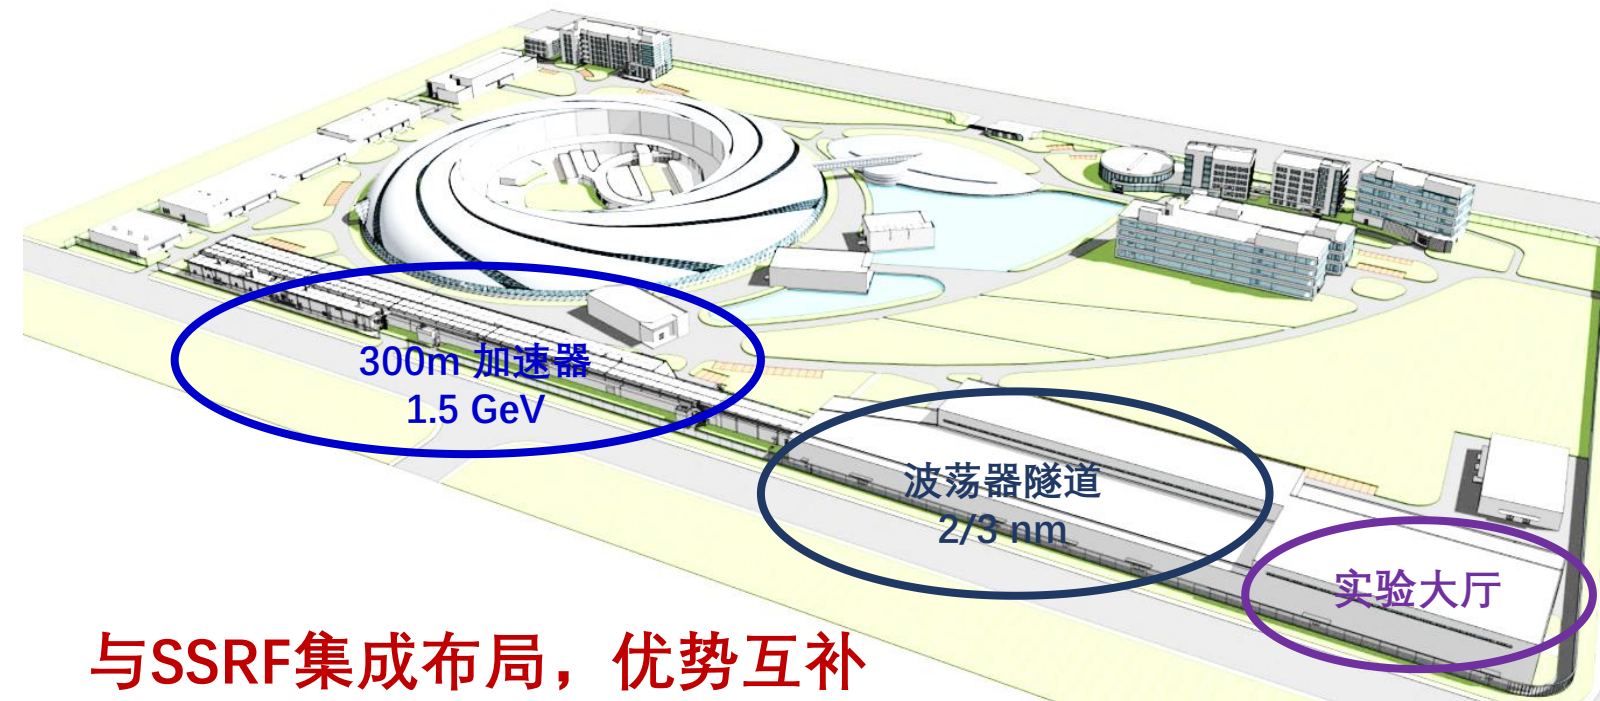 300m 加速器
1.5 GeV
波荡器隧道
2/3 nm
实验大厅
与SSRF集成布局，优势互补